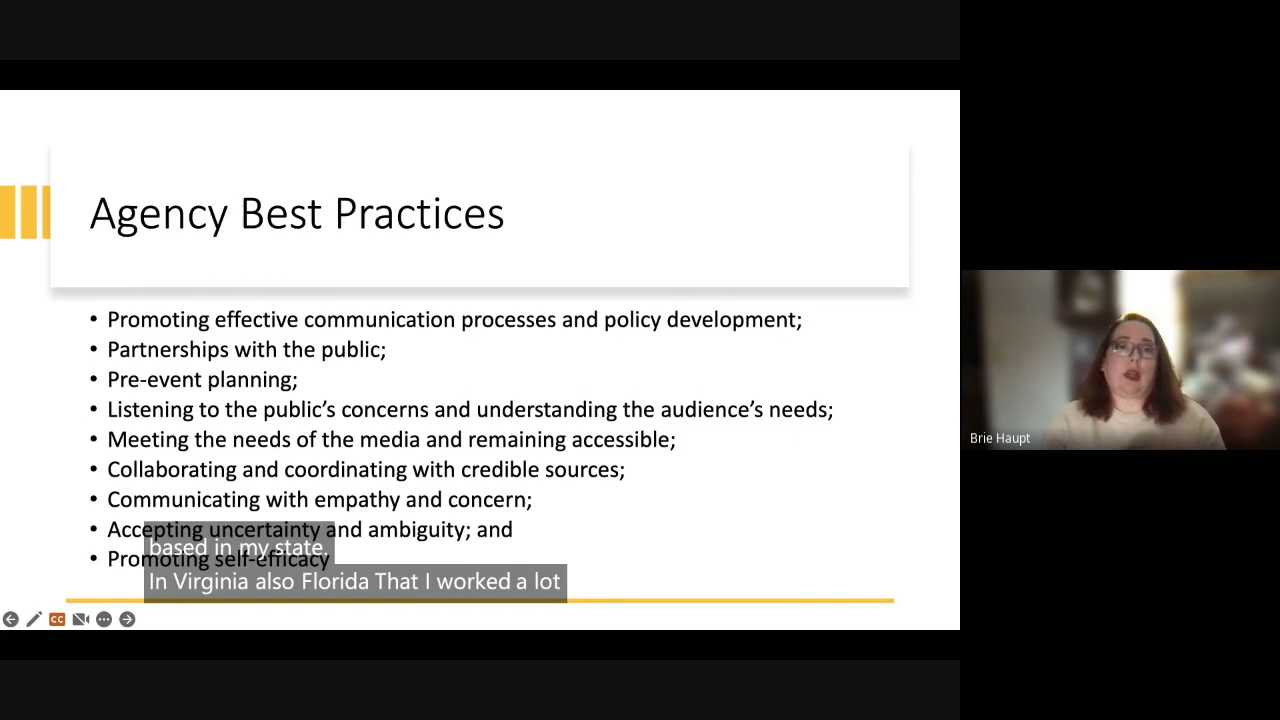 Agency Best Practices
• Promoting effective communication processes and policy development;
• Partnerships with the public;
• Pre-event planning;
• Listening to the public’s concerns and understanding the audience’s needs;
• Meeting the needs of the media and remaining accessible;
• Collaborating and coordinating with credible sources;
• Communicating with empathy and concern;
• Accepting uncertainty and ambiguity; and
• Promoting self-efficacy
based in my state,
In Virginia also Florida That I worked a lot
CC
Brie Haupt